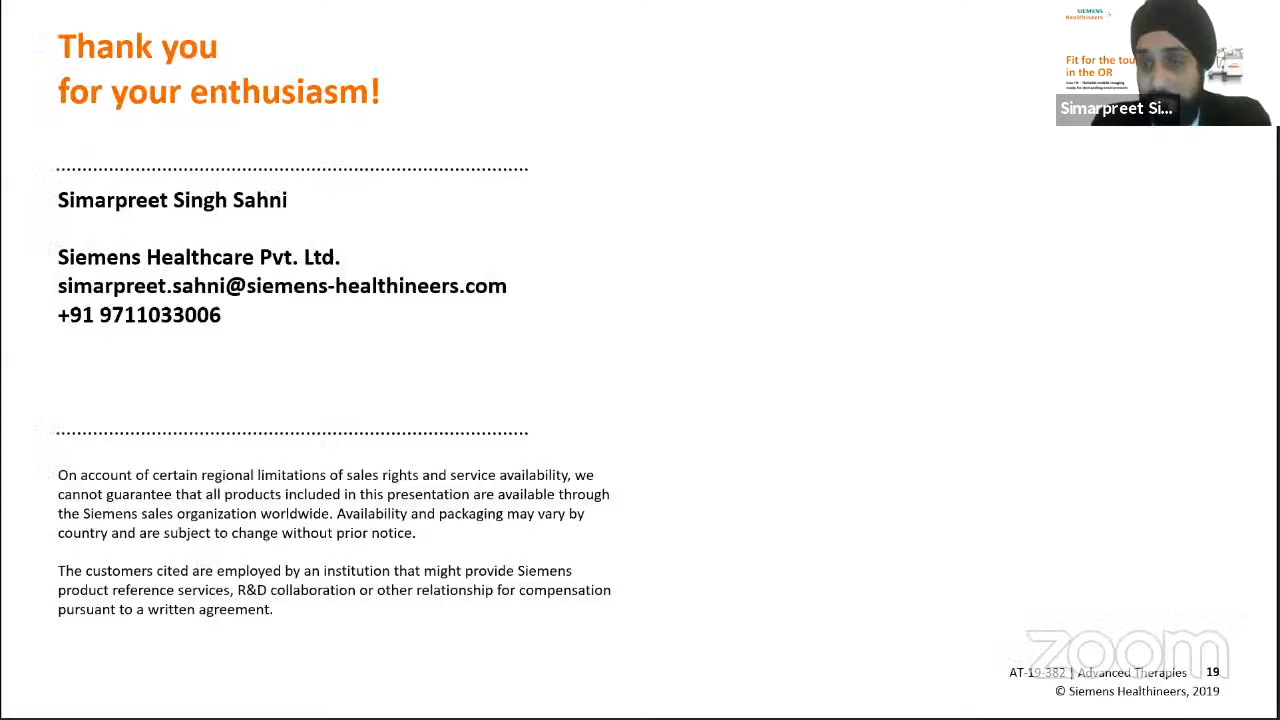 Thank you
for your enthusiasm!
Simarpreet Singh Sahni
Siemens Healthcare Pvt. Ltd.
simarpreet.sahni@siemens-healthineers.com
+91 9711033006
On account of certain regional limitations of sales rights and service availability, we
cannot guarantee that all products included in this presentation are available through
the Siemens sales organization worldwide. Availability and packaging may vary by
country and are subject to change without prior notice.
The customers cited are employed by an institution that might provide Siemens
product reference services, R&D collaboration or other relationship for compensation
pursuant to a written agreement.
SIEMENS
Healthineers
Fit for the tou
in the OR
ready for demanding environments
Simarpreet Si...
zoom
AT-19-382 | Advanced Therapies 19
© Siemens Healthineers, 2019